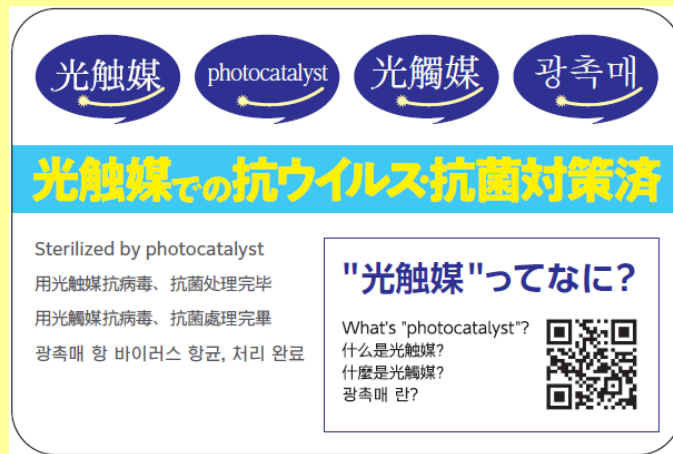 光触媒
photocatalyst
光觸媒
광촉매
光触媒での抗ウイルス・抗菌対策済
Sterilized by photocatalyst
用光触媒抗病毒、抗菌处理完毕
用光觸媒抗病毒、抗菌處理完畢
광촉매 항 바이러스 항균, 처리 완료
"光触媒"ってなに？
What's "photocatalyst"?
什么是光触媒?
什麼是光觸媒?
광촉매 란?